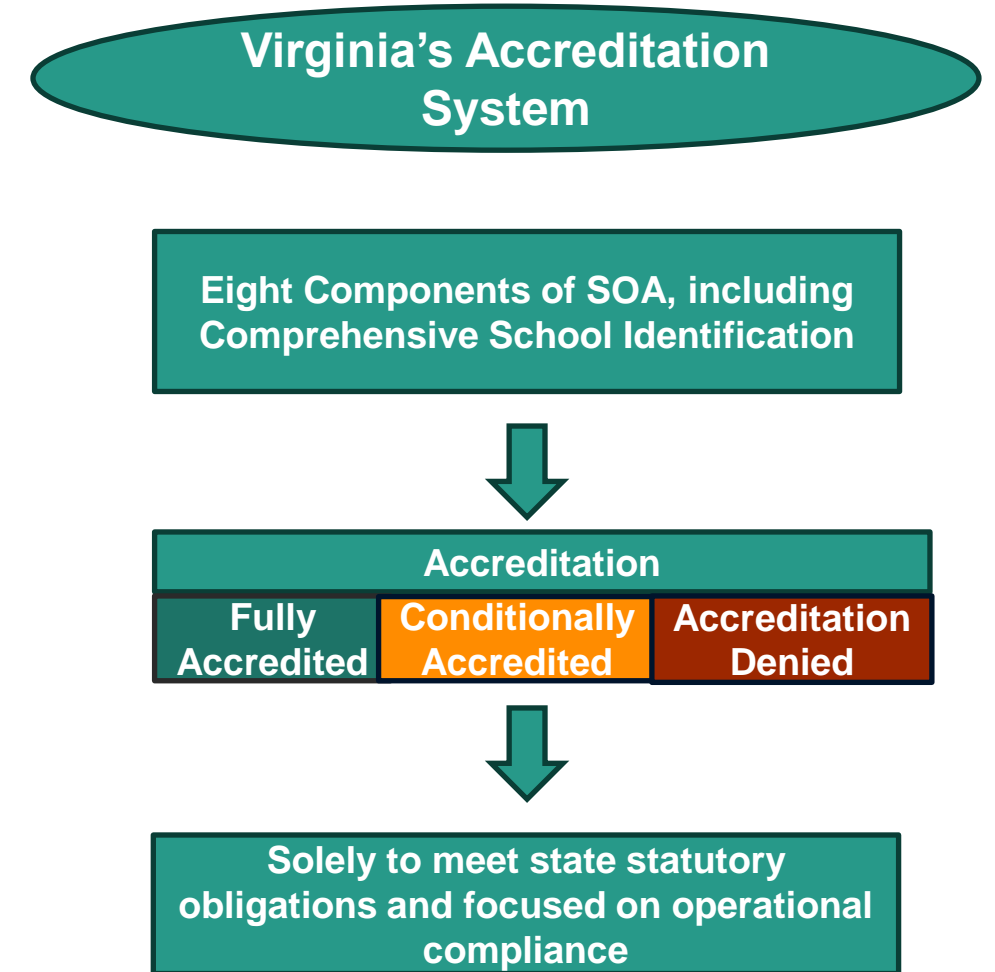 Virginia's Accreditation
System
Eight Components of SOA, including
Comprehensive School Identification
Accreditation
Fully
Accredited
Conditionally
Accredited
Accreditation
Denied
Solely to meet state statutory
obligations and focused on operational
compliance